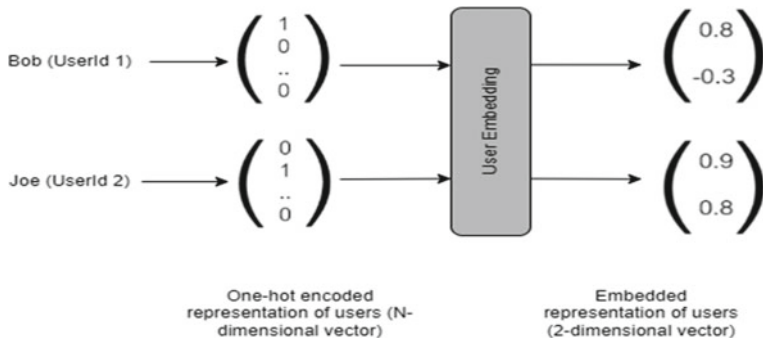 Bob (UserId 1)
1
0
..
0
0.8
-0.3
User Embedding
Joe (UserId 2)
0
1
..
0
0.9
0.8
One-hot encoded
representation of users (N-
dimensional vector)
Embedded
representation of users
(2-dimensional vector)